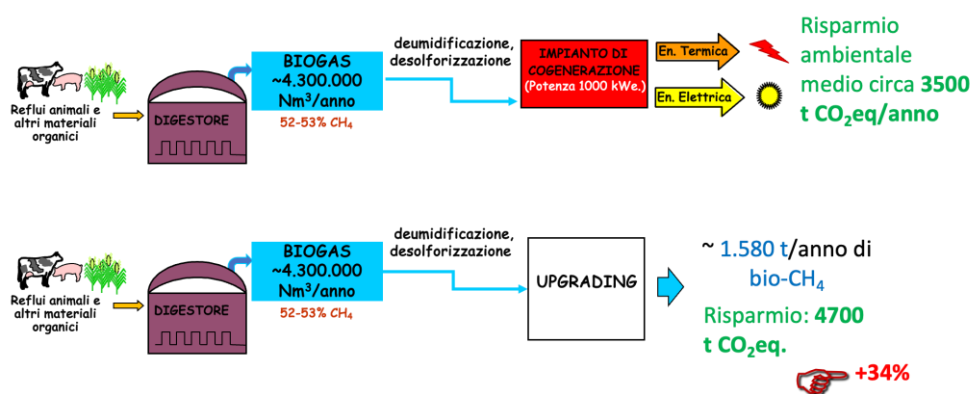 Reflui animali e
altri materiali
organici
DIGESTORE
BIOGAS
~4.300.000
Nm³/anno
52-53% CH₄
deumidificazione,
desolforizzazione
IMPIANTO DI
COGENERAZIONE
(Potenza 1000 kWe.)
En. Termica
En. Elettrica
Risparmio
ambientale
medio circa 3500
t CO₂eq/anno
Reflui animali e
altri materiali
organici
DIGESTORE
BIOGAS
~4.300.000
Nm³/anno
52-53% CH₄
deumidificazione,
desolforizzazione
UPGRADING
~ 1.580 t/anno di
bio-CH₄
Risparmio: 4700
t CO₂eq.
+34%